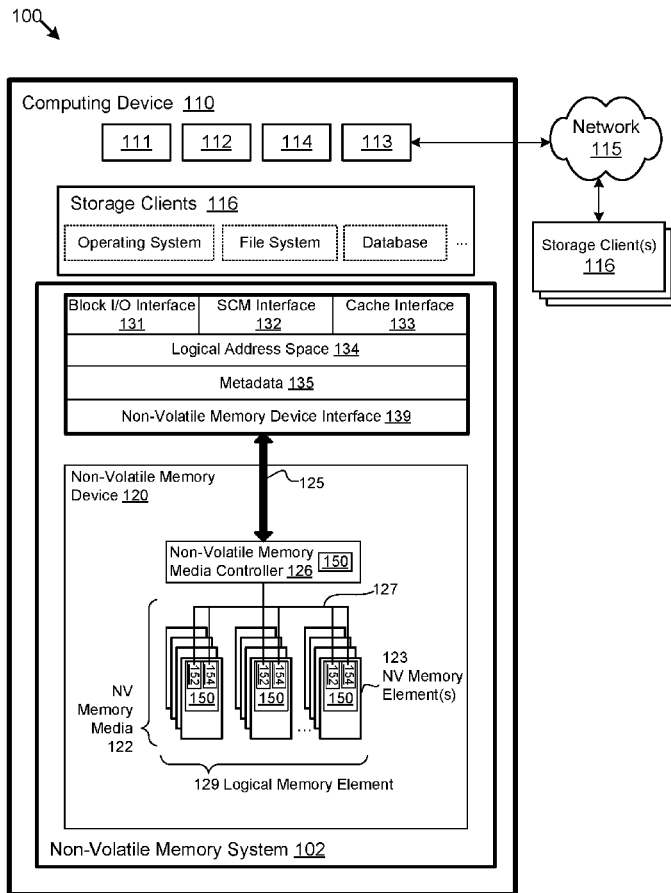 100
Computing Device 110
111 112 114 113
Network
115
Storage Clients 116
Operating System File System Database ...
Storage Client(s)
116
Block I/O Interface
131
SCM Interface
132
Cache Interface
133
Logical Address Space 134
Metadata 135
Non-Volatile Memory Device Interface 139
Non-Volatile Memory
Device 120
125
Non-Volatile Memory
Media Controller 126
150
127
152 154 152 154 152 154
150 150 ... 150
123
NV Memory
Element(s)
NV
Memory
Media
122
129 Logical Memory Element
Non-Volatile Memory System 102